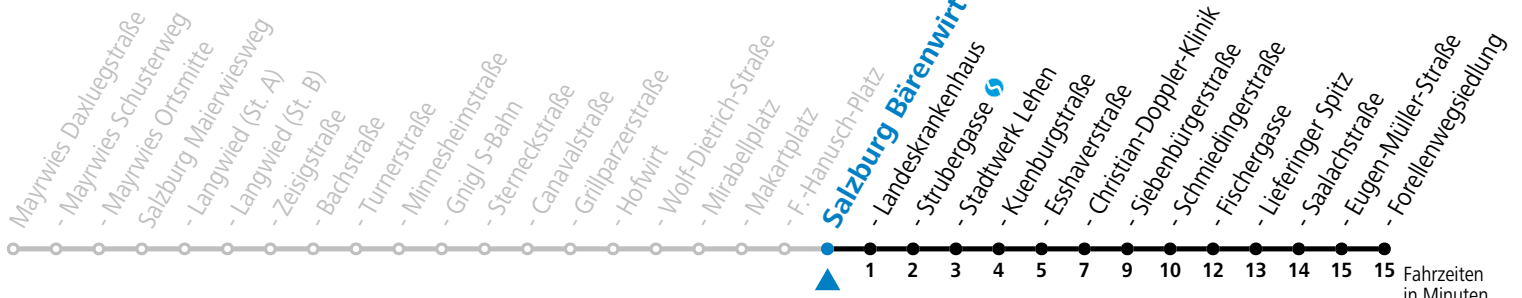 Mayrwies Daxluegstraße
- Mayrwies Schusterweg
- Mayrwies Ortsmitte
Salzburg Maierwiesweg
- Langwied (St. A)
- Langwied (St. B)
- Zeisigstraße
- Bachstraße
- Turnerstraße
- Minnesheimstraße
- Gnigl S-Bahn
- Sterneckstraße
- Canavalstraße
- Grillparzerstraße
- Hofwirt
- Wolf-Dietrich-Straße
- Mirabellplatz
- Makartplatz
- F.-Hanusch-Platz
Salzburg Bärenwirt
- Landeskrankenhaus
- Strubergasse
- Stadtwerk Lehen
- Kuenburgstraße
- Esshaverstraße
- Christian-Doppler-Klinik
- Siebenbürgerstraße
- Schmiedingerstraße
- Fischergasse
- Lieferinger Spitz
- Saalachstraße
- Eugen-Müller-Straße
- Forellenwegsiedlung
1 2 3 4 5 7 9 10 12 13 14 15 15 Fahrzeiten
in Minuten